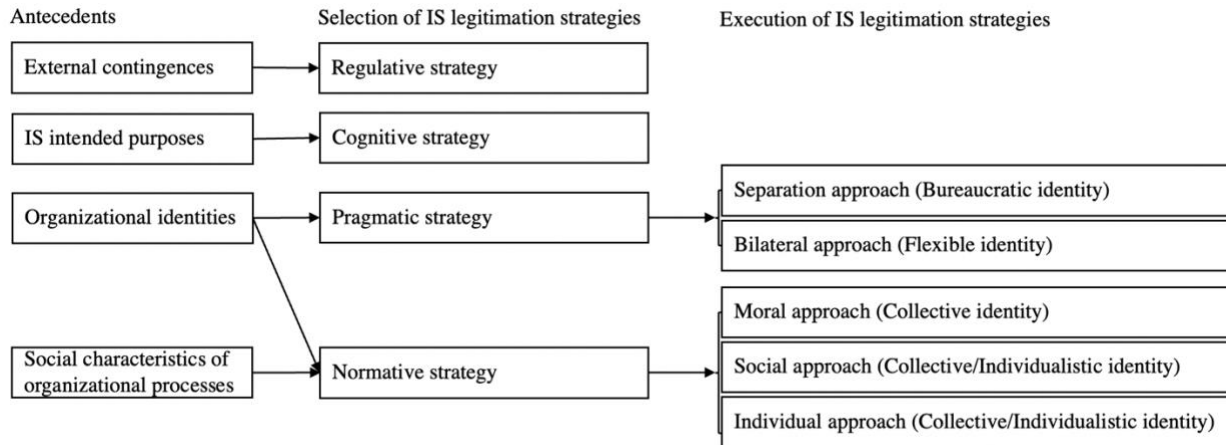 Antecedents
Selection of IS legitimation strategies
Execution of IS legitimation strategies
External contingences
Regulative strategy
IS intended purposes
Cognitive strategy
Organizational identities
Pragmatic strategy
Separation approach (Bureaucratic identity)
Bilateral approach (Flexible identity)
Social characteristics of
organizational processes
Normative strategy
Moral approach (Collective identity)
Social approach (Collective/Individualistic identity)
Individual approach (Collective/Individualistic identity)